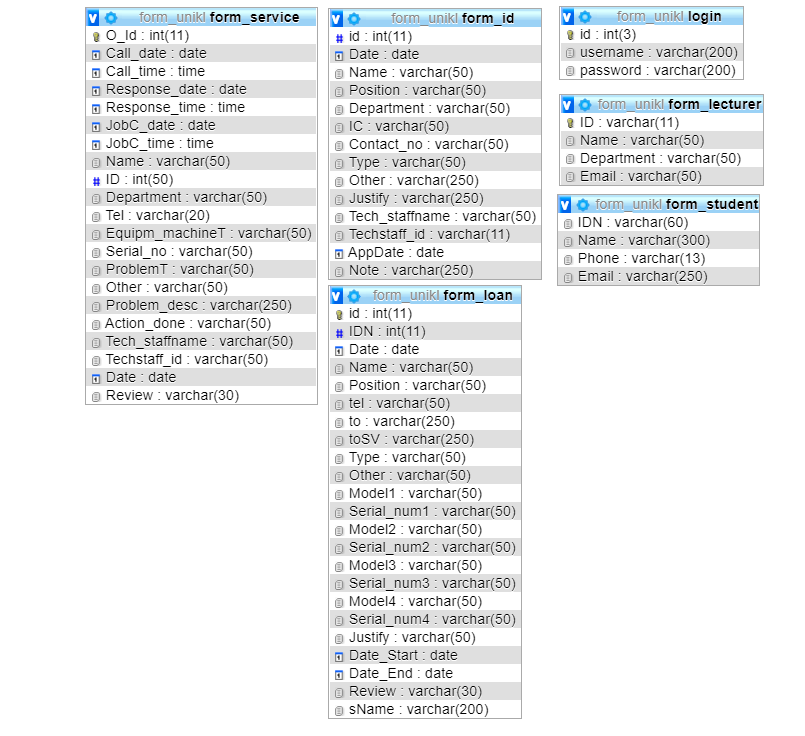 form_unikl form_service
O_Id : int(11)
Call_date : date
Call_time : time
Response_date : date
Response_time : time
JobC_date : date
JobC_time : time
Name : varchar(50)
ID : int(50)
Department : varchar(50)
Tel : varchar(20)
Equipm_machineT : varchar(50)
Serial_no : varchar(50)
ProblemT : varchar(50)
Other : varchar(50)
Problem_desc : varchar(250)
Action_done : varchar(50)
Tech_staffname : varchar(50)
Techstaff_id : varchar(50)
Date : date
Review : varchar(30)
form_unikl form_id
id : int(11)
Date : date
Name : varchar(50)
Position : varchar(50)
Department : varchar(50)
IC : varchar(50)
Contact_no : varchar(50)
Type : varchar(50)
Other : varchar(250)
Justify : varchar(250)
Tech_staffname : varchar(50)
Techstaff_id : varchar(11)
AppDate : date
Note : varchar(250)
form_unikl form_loan
id : int(11)
IDN : int(11)
Date : date
Name : varchar(50)
Position : varchar(50)
tel : varchar(50)
to : varchar(250)
toSV : varchar(250)
Type : varchar(50)
Other : varchar(50)
Model1 : varchar(50)
Serial_num1 : varchar(50)
Model2 : varchar(50)
Serial_num2 : varchar(50)
Model3 : varchar(50)
Serial_num3 : varchar(50)
Model4 : varchar(50)
Serial_num4 : varchar(50)
Justify : varchar(50)
Date_Start : date
Date_End : date
Review : varchar(30)
sName : varchar(200)
form_unikl login
id : int(3)
username : varchar(200)
password : varchar(200)
form_unikl form_lecturer
ID : varchar(11)
Name : varchar(50)
Department : varchar(50)
Email : varchar(50)
form_unikl form_student
IDN : varchar(60)
Name : varchar(300)
Phone : varchar(13)
Email : varchar(250)